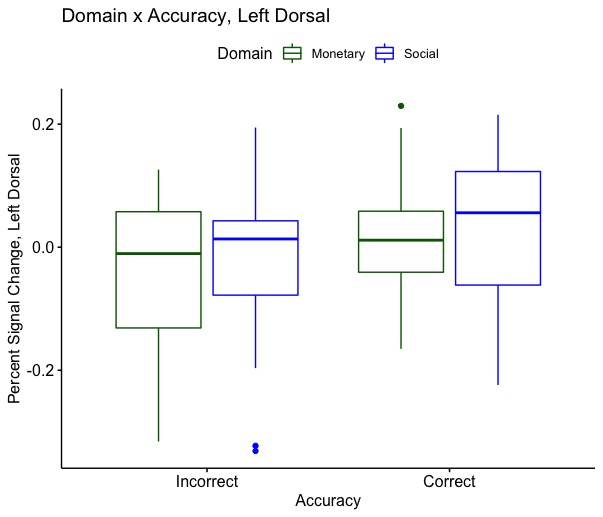 Domain x Accuracy, Left Dorsal
Domain Monetary Social
Percent Signal Change, Left Dorsal
0.2
0.0
-0.2
Incorrect Correct
Accuracy